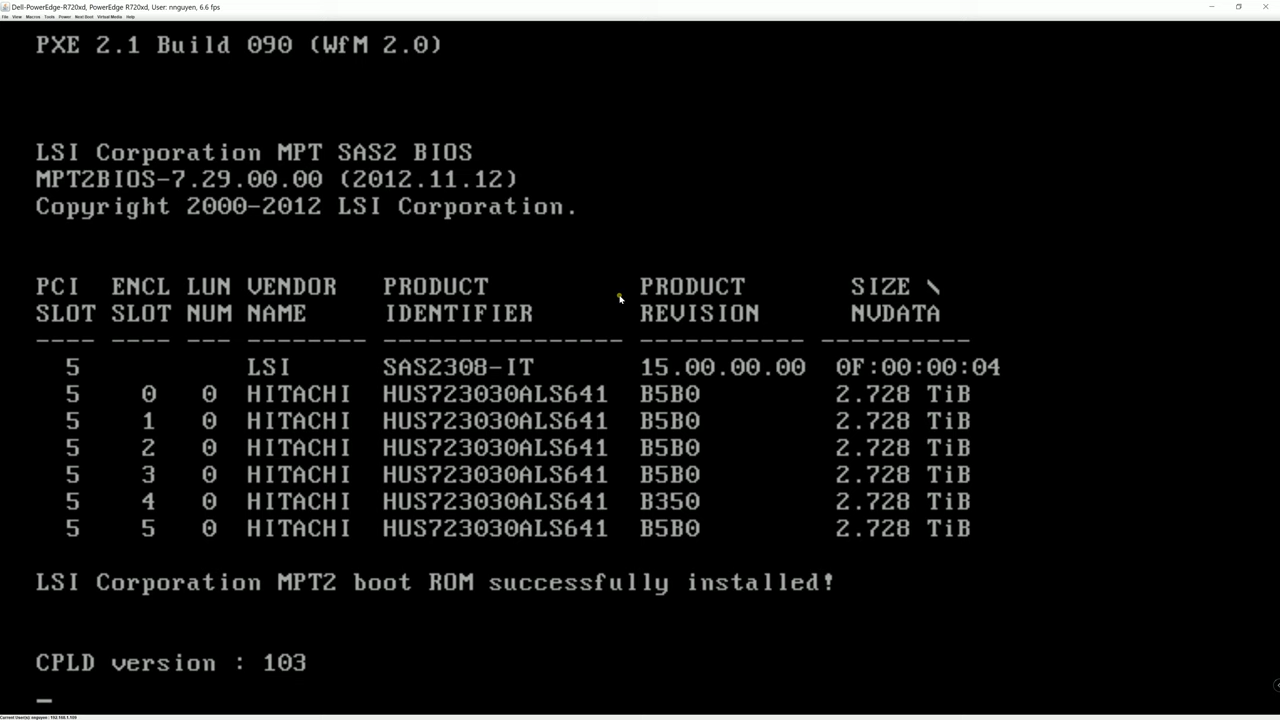 Dell-PowerEdge-R720xd, PowerEdge R720xd, User: nnguyen, 6.6 fps
File View Macros Tools Power Next Boot Virtual Media Help
PXE 2.1 Build 090 (WfM 2.0)
LSI Corporation MPT SAS2 BIOS
MPT2BIOS-7.29.00.00 (2012.11.12)
Copyright 2000-2012 LSI Corporation.
PCI ENCL LUN VENDOR PRODUCT PRODUCT SIZE \
SLOT SLOT NUM NAME IDENTIFIER REVISION NVDATA
---- ---- --- -------- ---------------- ----------- ----------
5 LSI SAS2308-IT 15.00.00.00 0F:00:00:04
5 0 0 HITACHI HUS723030ALS641 B5B0 2.728 TiB
5 1 0 HITACHI HUS723030ALS641 B5B0 2.728 TiB
5 2 0 HITACHI HUS723030ALS641 B5B0 2.728 TiB
5 3 0 HITACHI HUS723030ALS641 B5B0 2.728 TiB
5 4 0 HITACHI HUS723030ALS641 B350 2.728 TiB
5 5 0 HITACHI HUS723030ALS641 B5B0 2.728 TiB
LSI Corporation MPT2 boot ROM successfully installed!
CPLD version : 103
_
Current User(s): nnguyen : 192.168.1.100